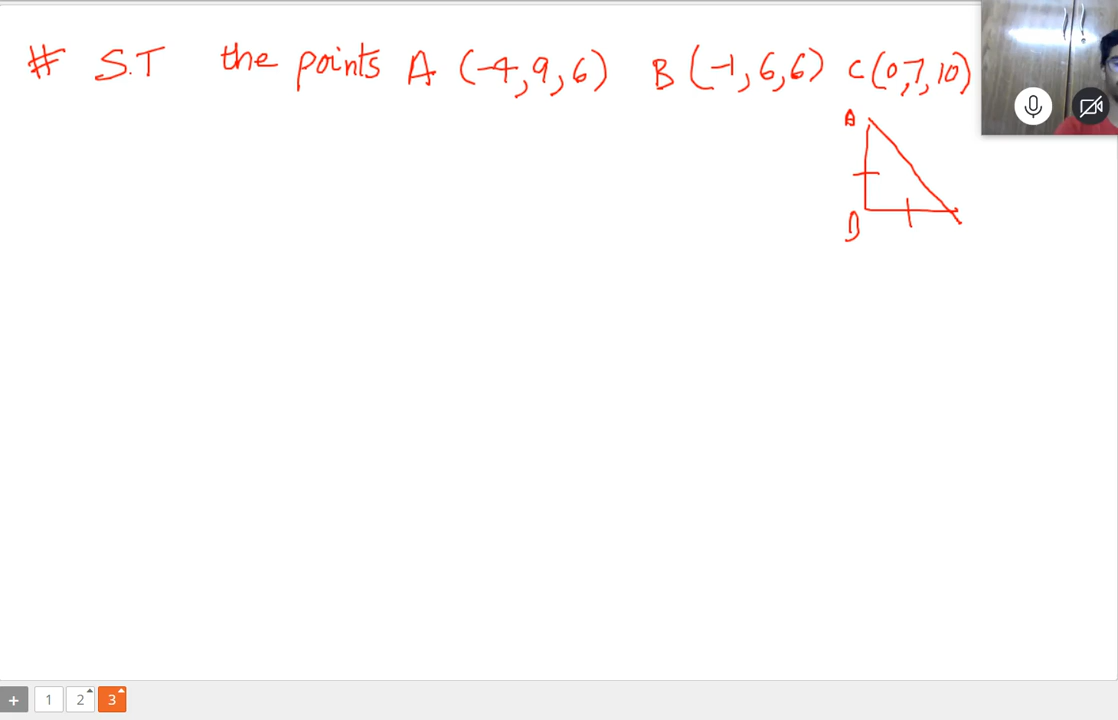 # S.T the points A (-4,9,6) B (-1,6,6) C (0,7,10)
A
B
+ 1 2 3